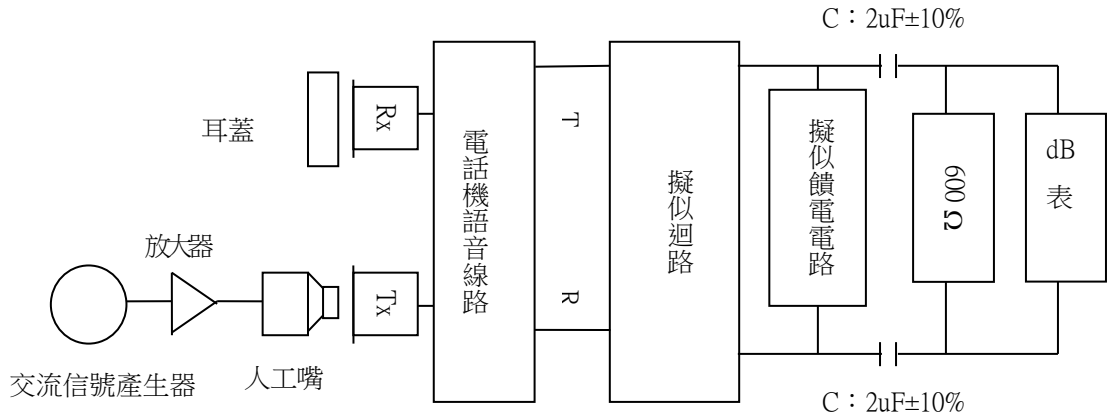 C：2uF±10%
耳蓋
Rx
電話機語音線路
T
擬似迴路
擬似饋電電路
600 Ω
dB
表
放大器
Tx
R
交流信號產生器
人工嘴
C：2uF±10%